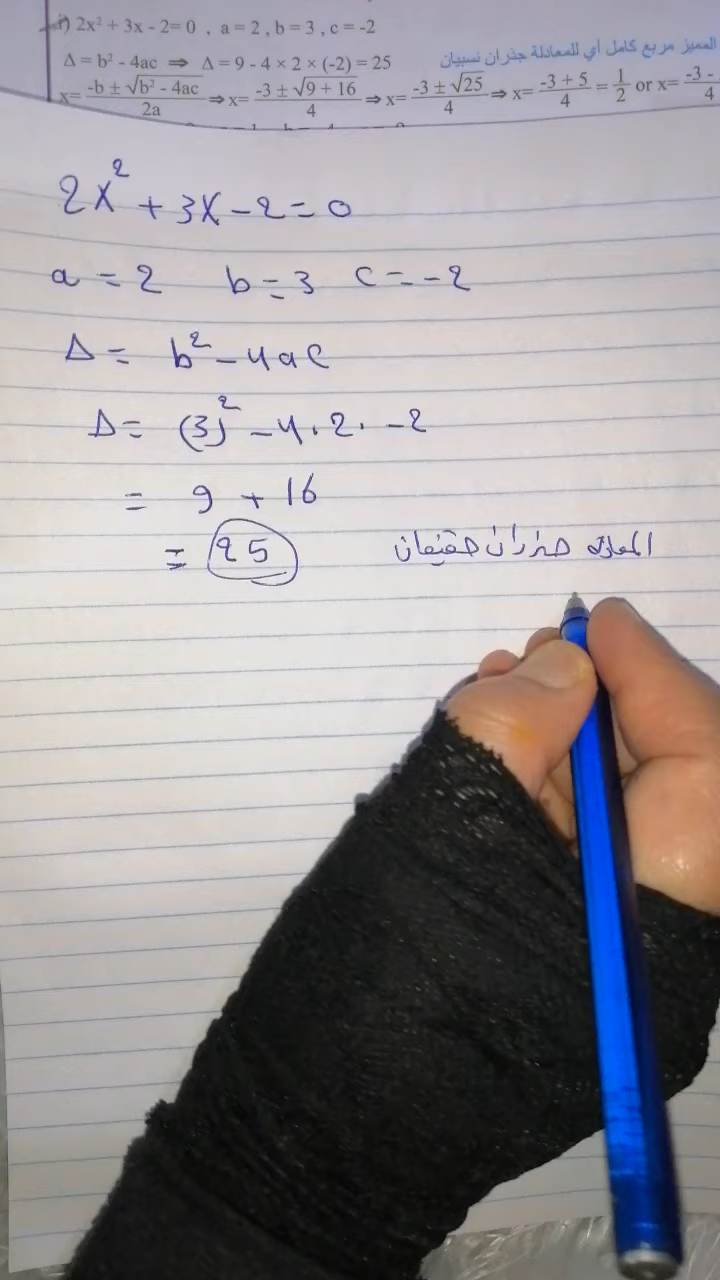 i) 2x² + 3x - 2= 0 , a = 2 , b = 3 , c = -2
Δ = b² - 4ac ⇒ Δ = 9 - 4 × 2 × (-2) = 25 المميز مربع كامل أي للمعادلة جذران نسبيان
x= (-b ± √(b² - 4ac))/2a ⇒ x= (-3 ± √(9 + 16))/4 ⇒ x= (-3 ± √25)/4 ⇒ x= (-3 + 5)/4 = 1/2 or x= (-3 -)/4
2x² + 3x - 2 = 0
a = 2 b = 3 c = -2
Δ = b² - 4ac
Δ = (3)² - 4 . 2 . -2
= 9 + 16
= 25 المعادله جذران حقيقيان